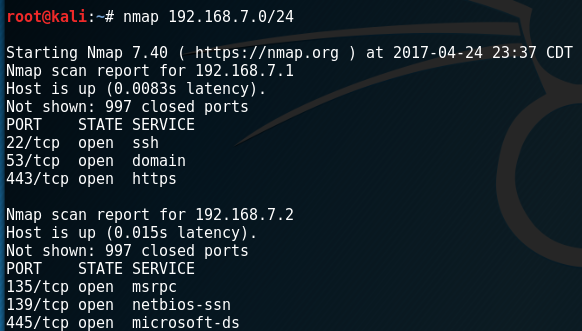 root@kali:~# nmap 192.168.7.0/24
Starting Nmap 7.40 ( https://nmap.org ) at 2017-04-24 23:37 CDT
Nmap scan report for 192.168.7.1
Host is up (0.0083s latency).
Not shown: 997 closed ports
PORT    STATE SERVICE
22/tcp  open  ssh
53/tcp  open  domain
443/tcp open  https
Nmap scan report for 192.168.7.2
Host is up (0.015s latency).
Not shown: 997 closed ports
PORT    STATE SERVICE
135/tcp open  msrpc
139/tcp open  netbios-ssn
445/tcp open  microsoft-ds